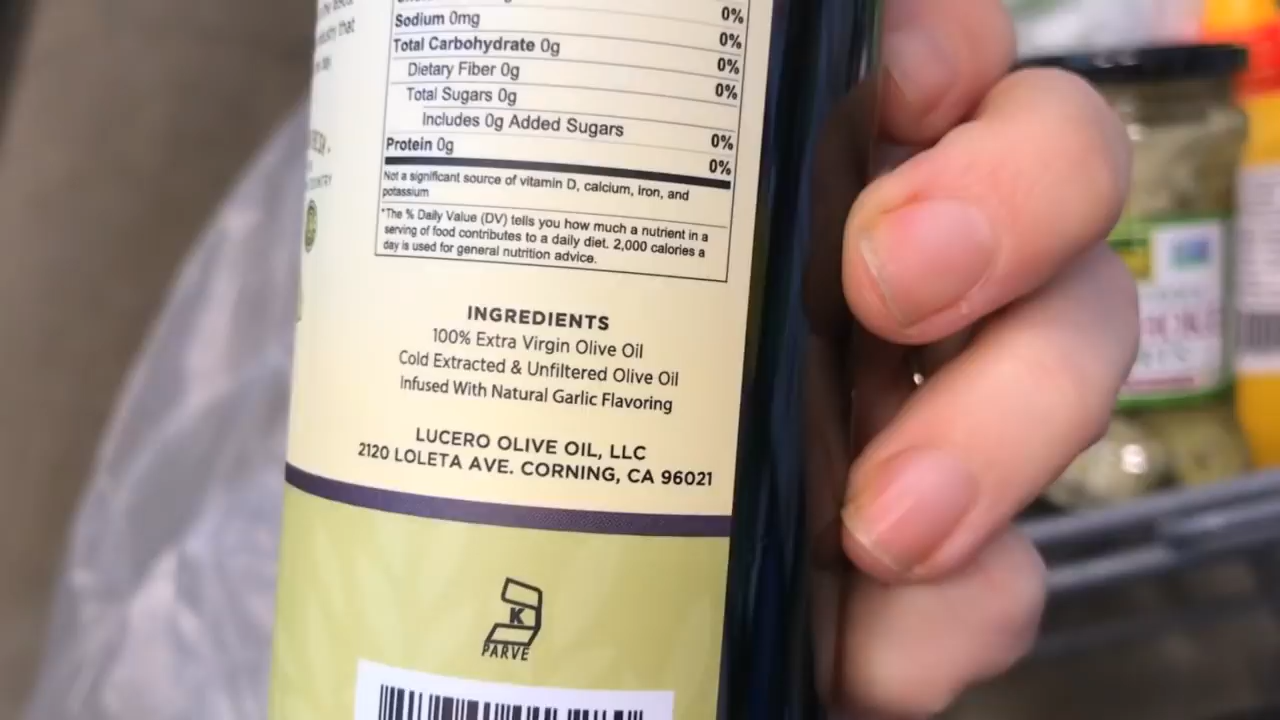 Sodium 0mg 0%
Total Carbohydrate 0g 0%
Dietary Fiber 0g 0%
Total Sugars 0g
Includes 0g Added Sugars 0%
Protein 0g 0%
Not a significant source of vitamin D, calcium, iron, and
potassium
*The % Daily Value (DV) tells you how much a nutrient in a
serving of food contributes to a daily diet. 2,000 calories a
day is used for general nutrition advice.
INGREDIENTS
100% Extra Virgin Olive Oil
Cold Extracted & Unfiltered Olive Oil
Infused With Natural Garlic Flavoring
LUCERO OLIVE OIL, LLC
2120 LOLETA AVE. CORNING, CA 96021
K
PARVE